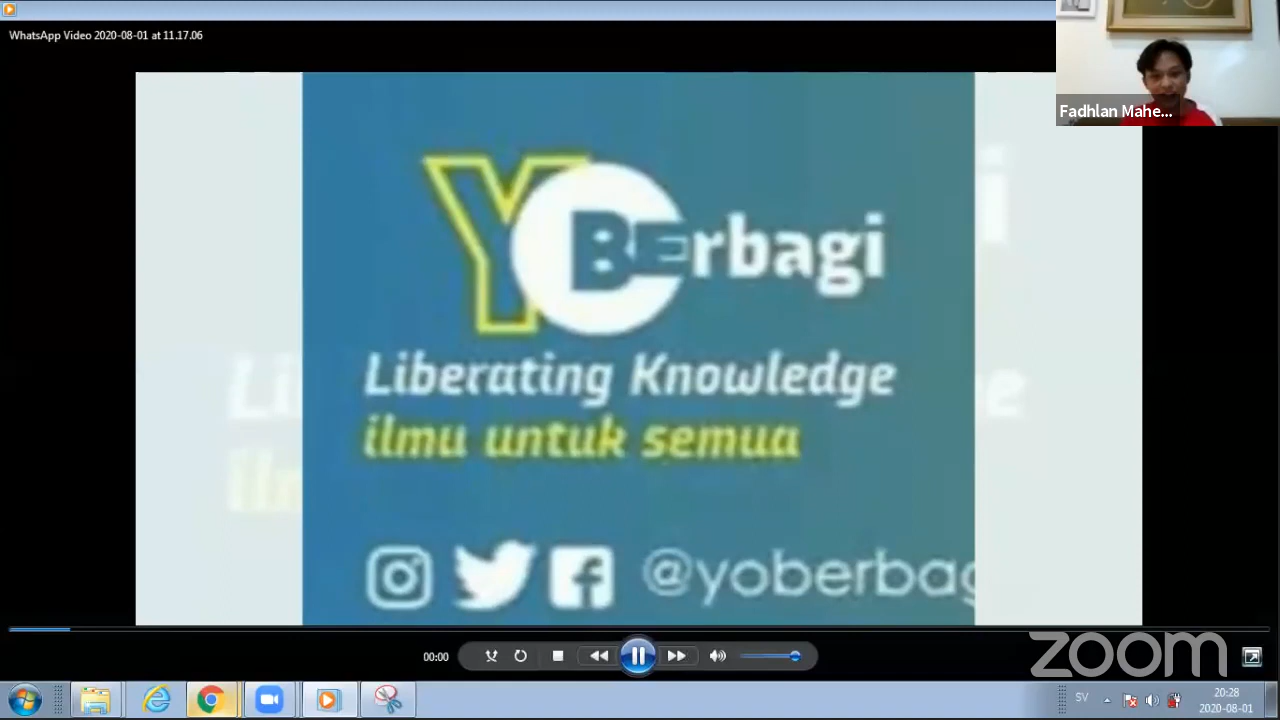 WhatsApp Video 2020-08-01 at 11.17.06
Fadhlan Mahe...
YOBErbagi
Liberating Knowledge
ilmu untuk semua
@yoberbag
00:00
zoom
SV
20:28
2020-08-01